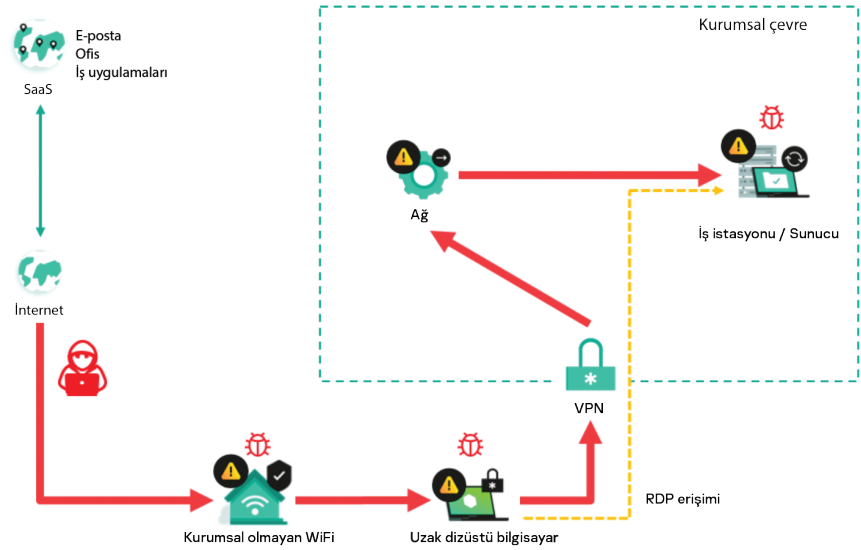 Kurumsal çevre
E-posta
Ofis
İş uygulamaları
SaaS
Ağ
İş istasyonu / Sunucu
İnternet
VPN
RDP erişimi
Kurumsal olmayan WiFi
Uzak dizüstü bilgisayar